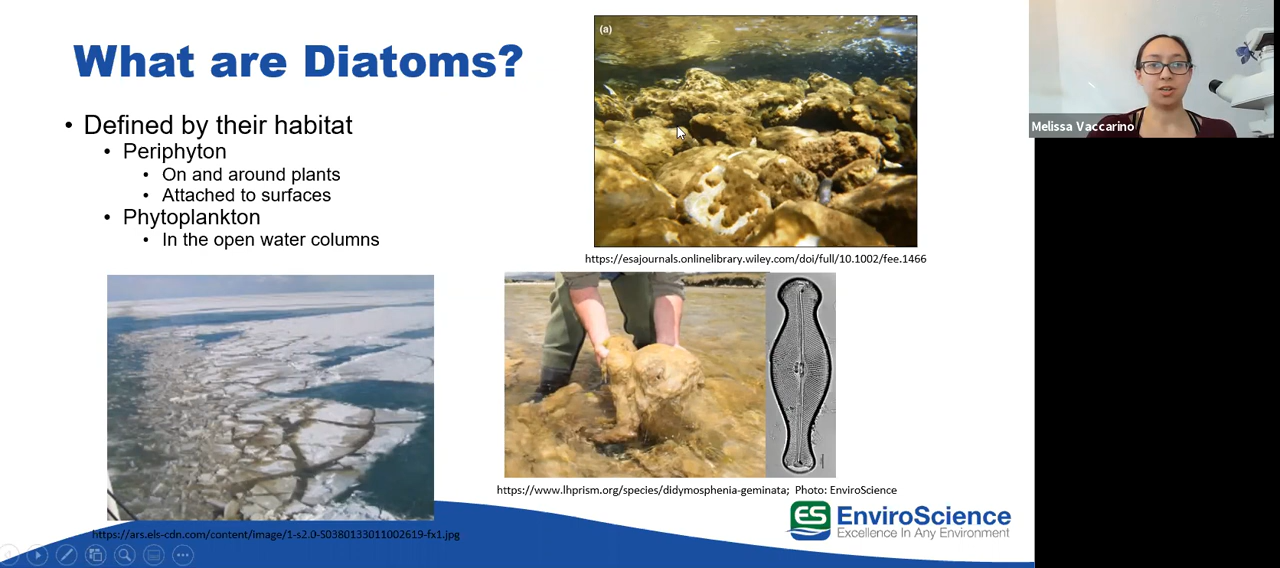 What are Diatoms?
• Defined by their habitat
• Periphyton
• On and around plants
• Attached to surfaces
• Phytoplankton
• In the open water columns
(a)
https://esajournals.onlinelibrary.wiley.com/doi/full/10.1002/fee.1466
https://www.lhprism.org/species/didymosphenia-geminata; Photo: EnviroScience
https://ars.els-cdn.com/content/image/1-s2.0-S0380133011002619-fx1.jpg
ES
EnviroScience
Excellence In Any Environment
Melissa Vaccarino